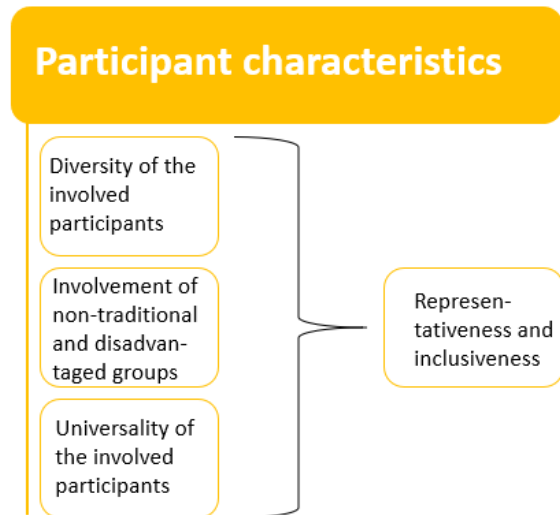 Participant characteristics
Diversity of the
involved
participants
Involvement of
non-traditional
and disadvan-
taged groups
Universality of
the involved
participants
Represen-
tativeness and
inclusiveness